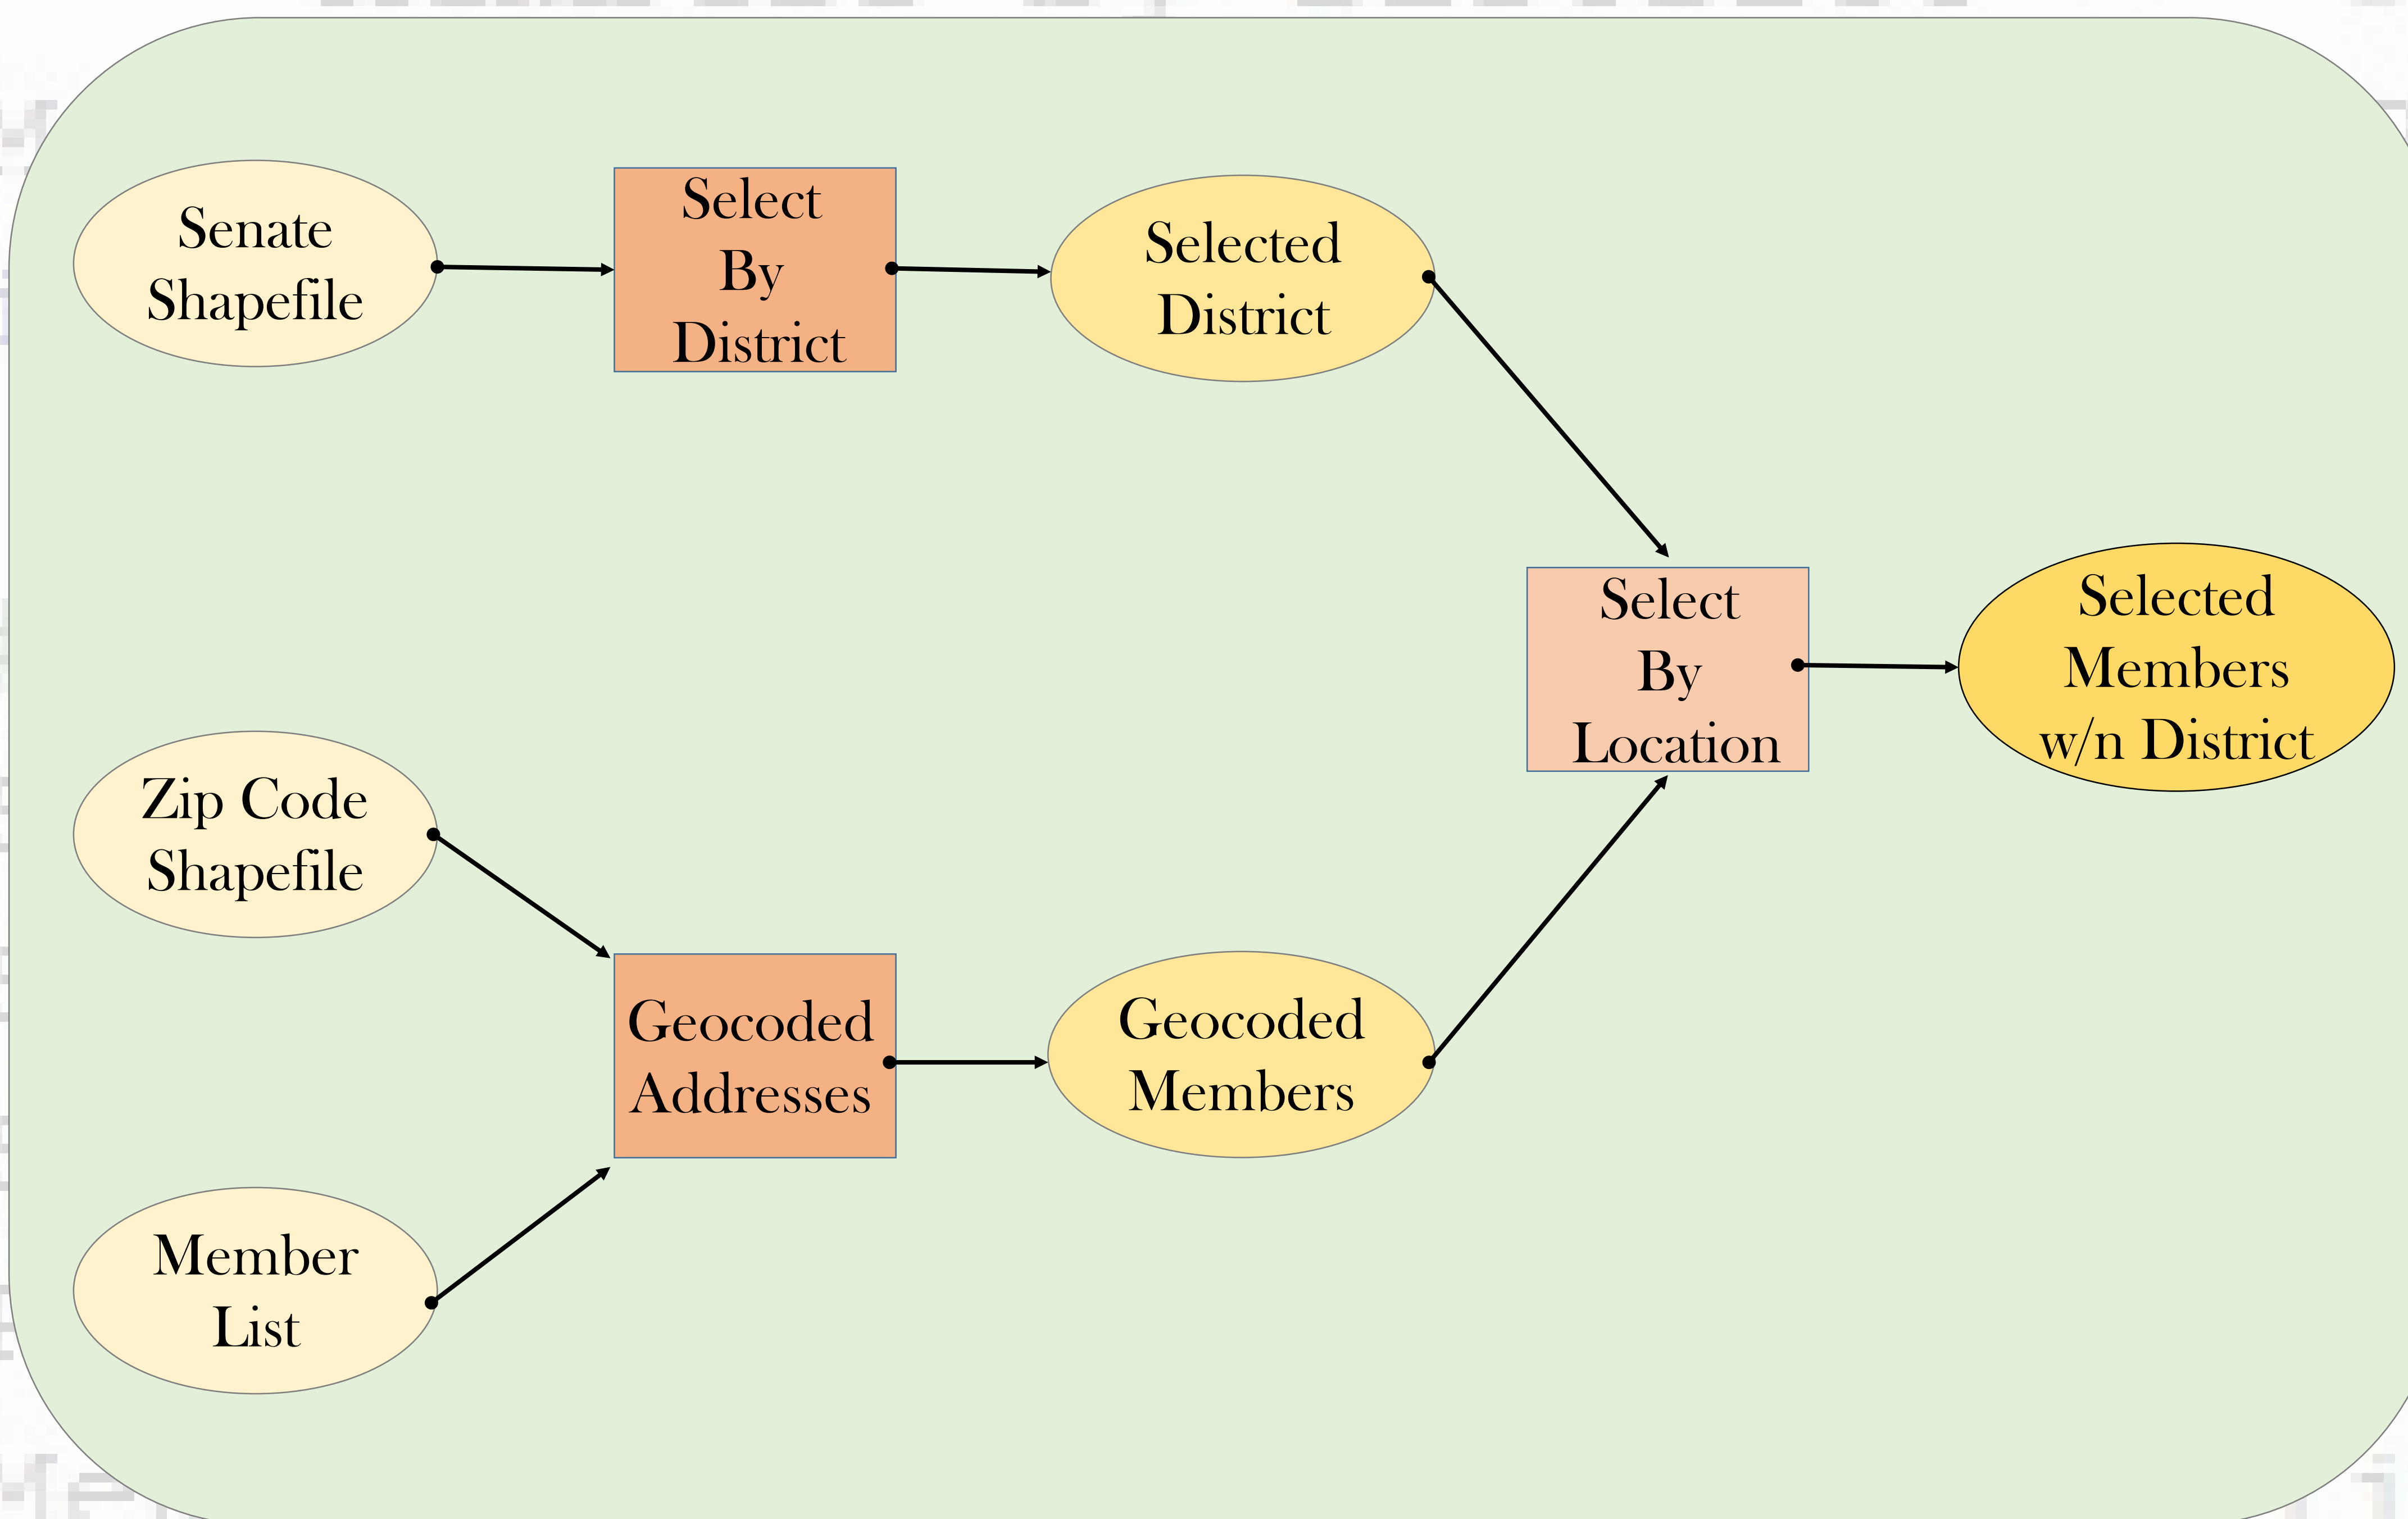 Senate
Shapefile
Select
By
District
Selected
District
Select
By
Location
Selected
Members
w/n District
Zip Code
Shapefile
Geocoded
Addresses
Geocoded
Members
Member
List